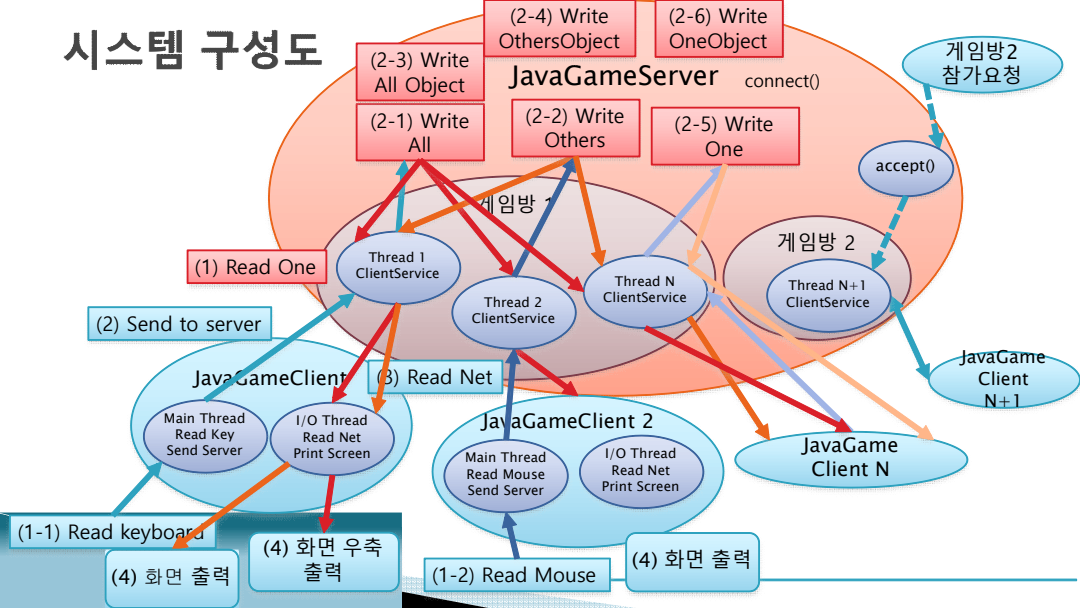 시스템 구성도
(2-4) Write
OthersObject
(2-6) Write
OneObject
(2-3) Write
All Object
JavaGameServer
connect()
게임방2
참가요청
(2-1) Write
All
(2-2) Write
Others
(2-5) Write
One
accept()
게임방 1
게임방 2
(1) Read One
Thread 1
ClientService
Thread 2
ClientService
Thread N
ClientService
Thread N+1
ClientService
(2) Send to server
JavaGameClient
(3) Read Net
JavaGame
Client
N+1
Main Thread
Read Key
Send Server
I/O Thread
Read Net
Print Screen
JavaGameClient 2
Main Thread
Read Mouse
Send Server
I/O Thread
Read Net
Print Screen
JavaGame
Client N
(1-1) Read keyboard
(4) 화면 출력
(4) 화면 우축
출력
(1-2) Read Mouse
(4) 화면 출력